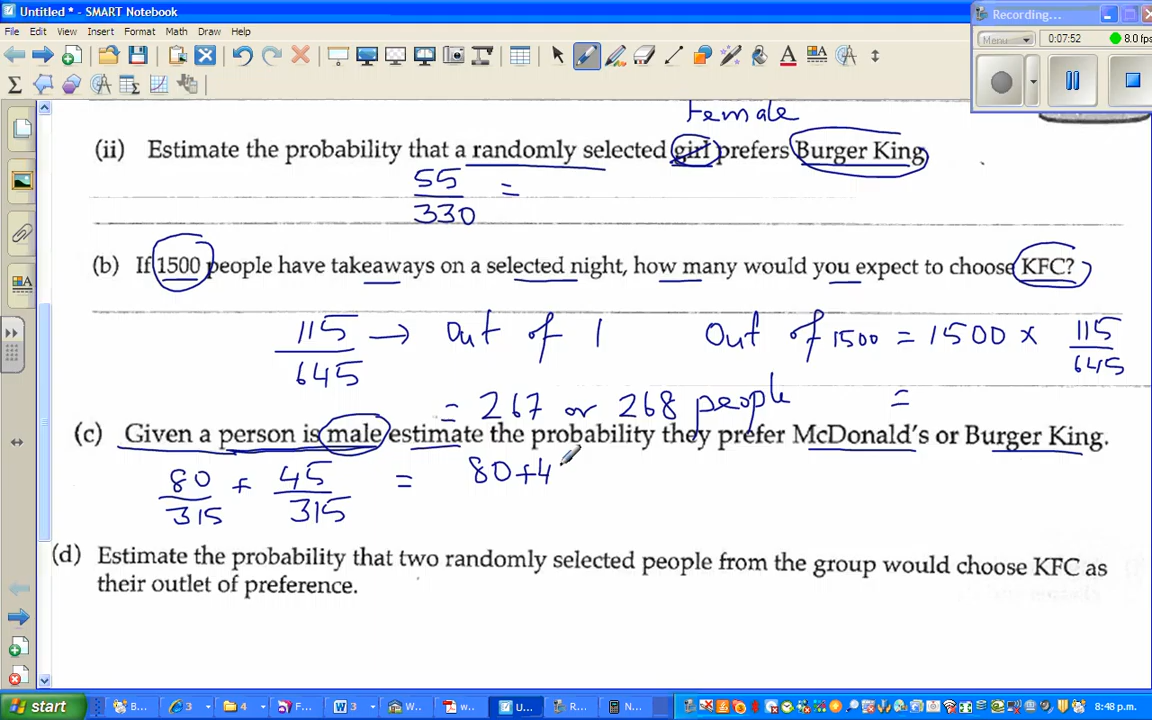 Untitled * - SMART Notebook
Recording...
File Edit View Insert Format Math Draw Help
Menu
0:07:52
8.0 fps
Female
(ii) Estimate the probability that a randomly selected girl prefers Burger King
55
330
=
(b) If 1500 people have takeaways on a selected night, how many would you expect to choose KFC?
115
645
→ Out of 1
Out of 1500 = 1500 ×
115
645
= 267 or 268 people
=
(c) Given a person is male estimate the probability they prefer McDonald's or Burger King.
80
315
+
45
315
=
80+4
(d) Estimate the probability that two randomly selected people from the group would choose KFC as
their outlet of preference.
start
B...
3
4
F...
3
W...
w...
U...
R...
N...
8:48 p.m.